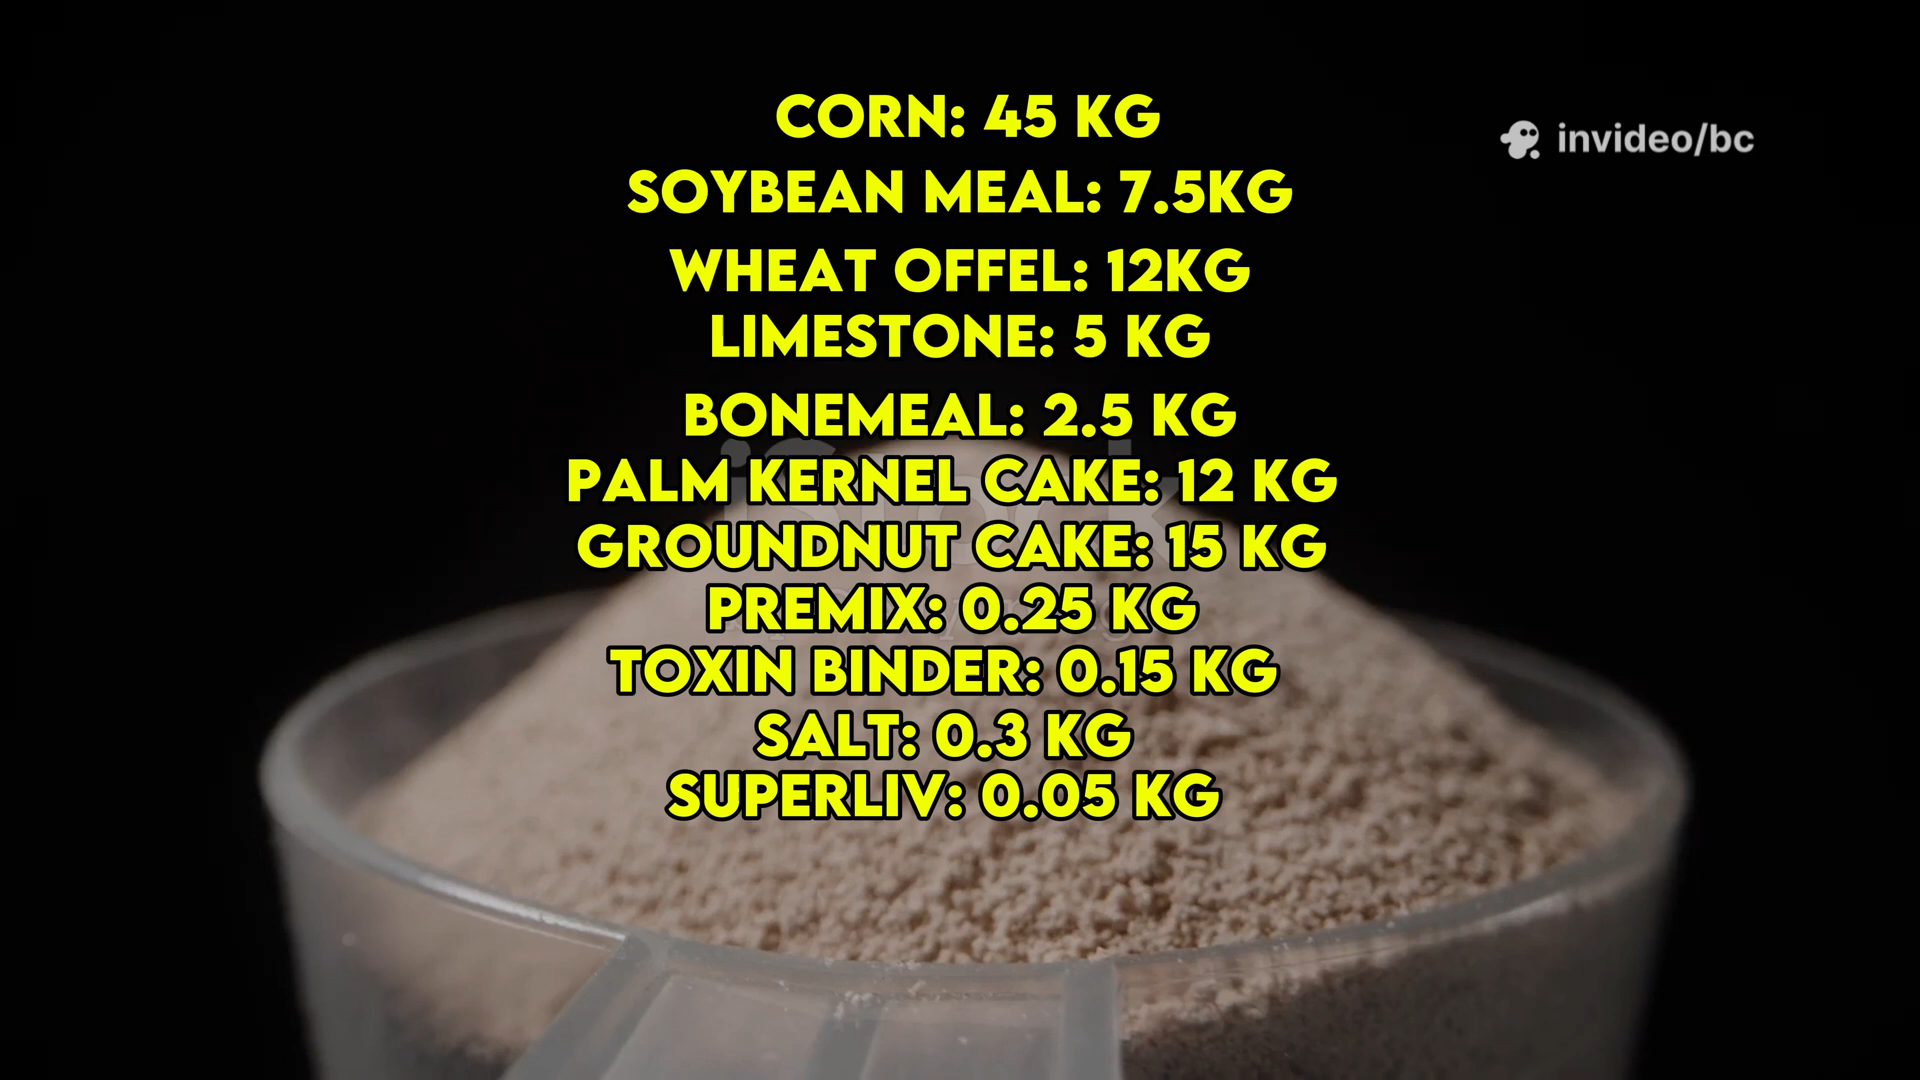 CORN: 45 KG
invideo/bc
SOYBEAN MEAL: 7.5KG
WHEAT OFFEL: 12KG
LIMESTONE: 5 KG
BONEMEAL: 2.5 KG
PALM KERNEL CAKE: 12 KG
iStock
GROUNDNUT CAKE: 15 KG
PREMIX: 0.25 KG
TOXIN BINDER: 0.15 KG
SALT: 0.3 KG
SUPERLIV: 0.05 KG